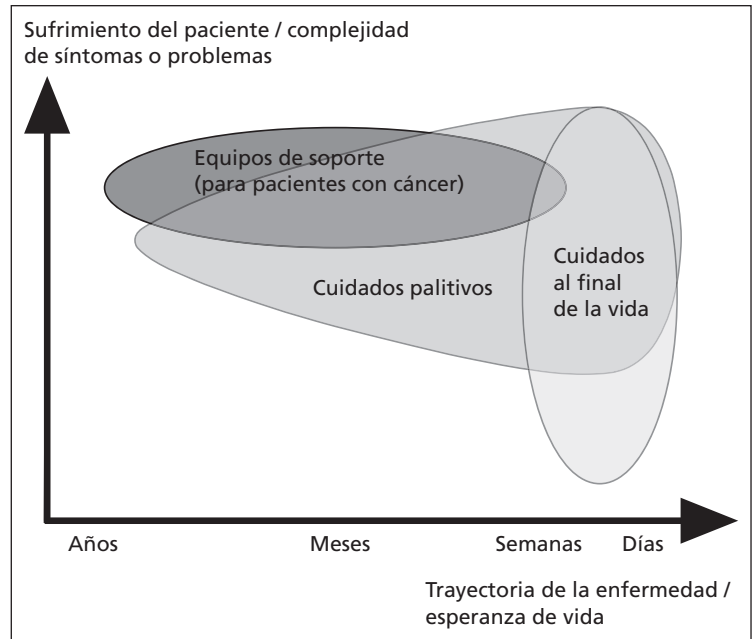 Sufrimiento del paciente / complejidad
de síntomas o problemas
Equipos de soporte
(para pacientes con cáncer)
Cuidados palitivos
Cuidados
al final
de la vida
Años Meses Semanas Días
Trayectoria de la enfermedad /
esperanza de vida